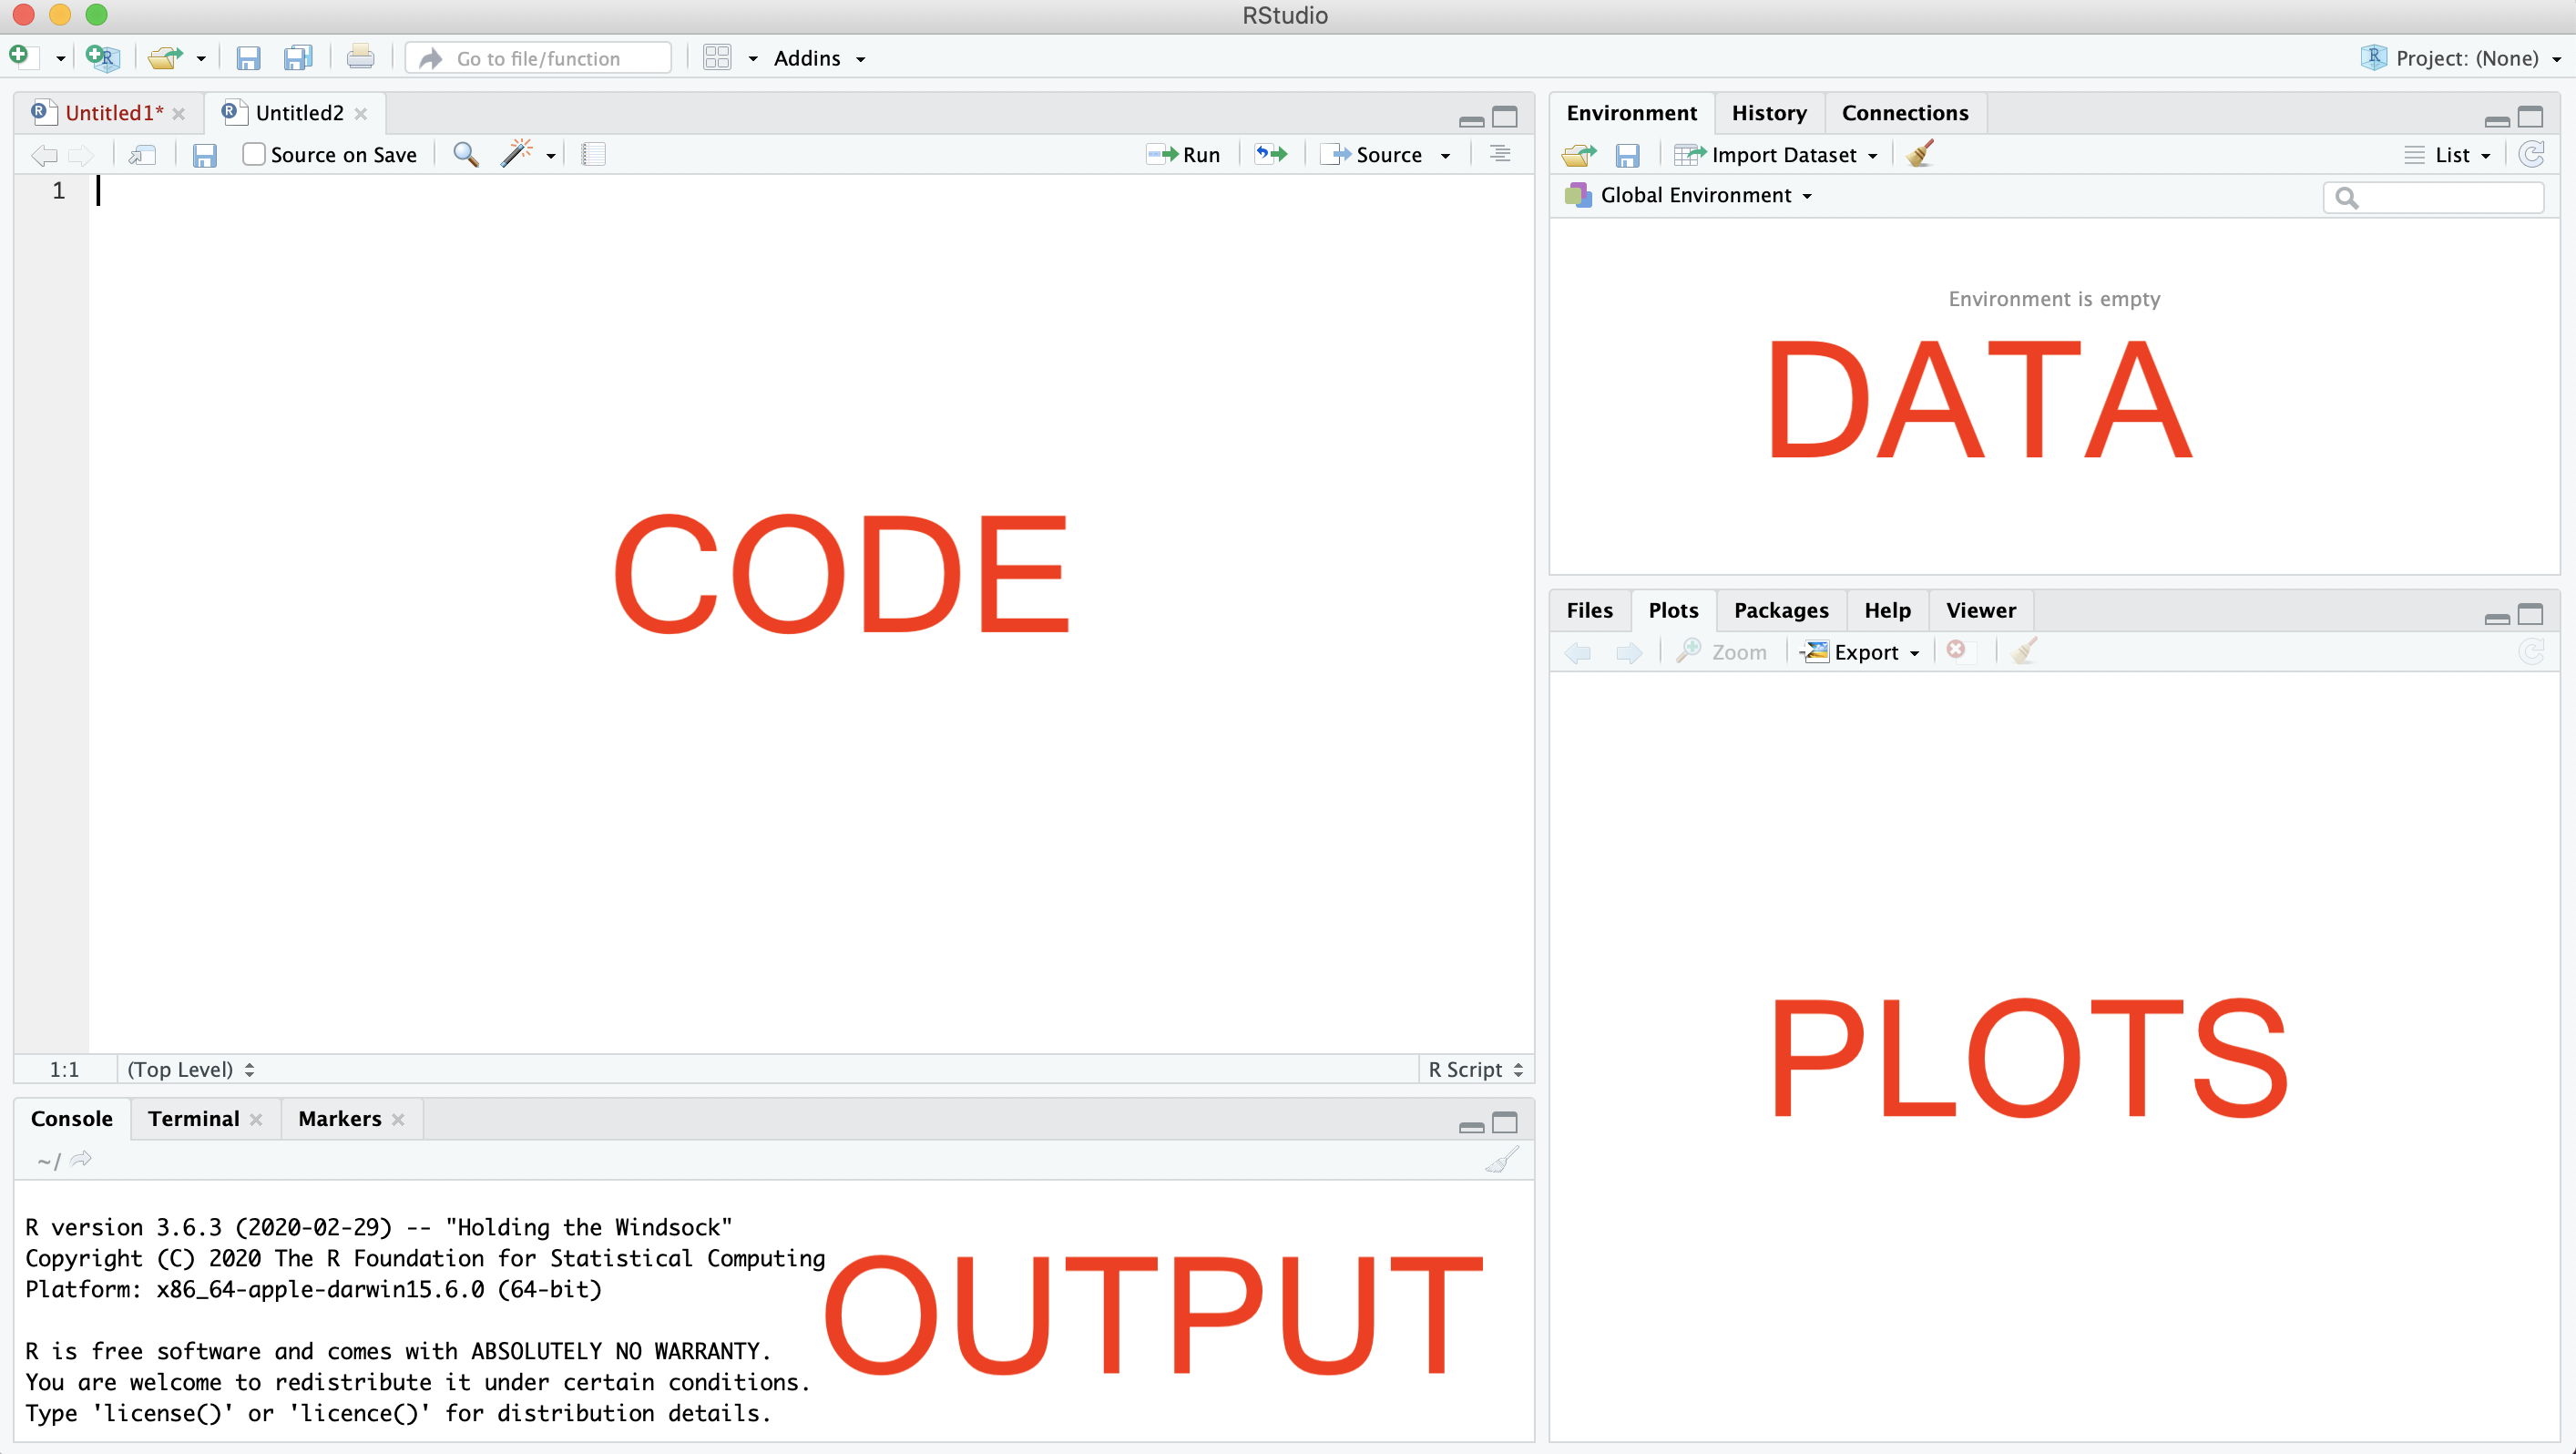 RStudio
Go to file/function
Addins
Project: (None)
Untitled1*
Untitled2
Source on Save
Run
Source
1
CODE
1:1
(Top Level)
R Script
Console
Terminal
Markers
~/
R version 3.6.3 (2020-02-29) -- "Holding the Windsock"
Copyright (C) 2020 The R Foundation for Statistical Computing
Platform: x86_64-apple-darwin15.6.0 (64-bit)
R is free software and comes with ABSOLUTELY NO WARRANTY.
You are welcome to redistribute it under certain conditions.
Type 'license()' or 'licence()' for distribution details.
OUTPUT
Environment
History
Connections
Import Dataset
List
Global Environment
Environment is empty
DATA
Files
Plots
Packages
Help
Viewer
Zoom
Export
PLOTS